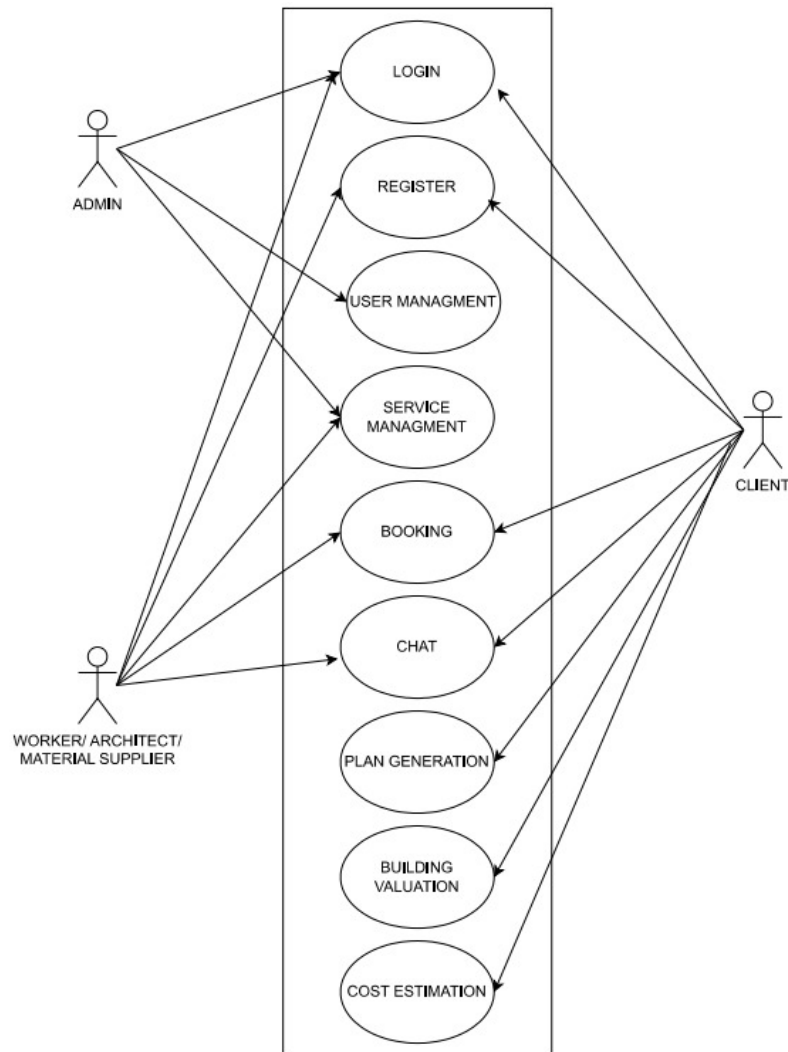 LOGIN
ADMIN
REGISTER
USER MANAGMENT
SERVICE
MANAGMENT
CLIENT
BOOKING
CHAT
WORKER/ ARCHITECT/
MATERIAL SUPPLIER
PLAN GENERATION
BUILDING
VALUATION
COST ESTIMATION